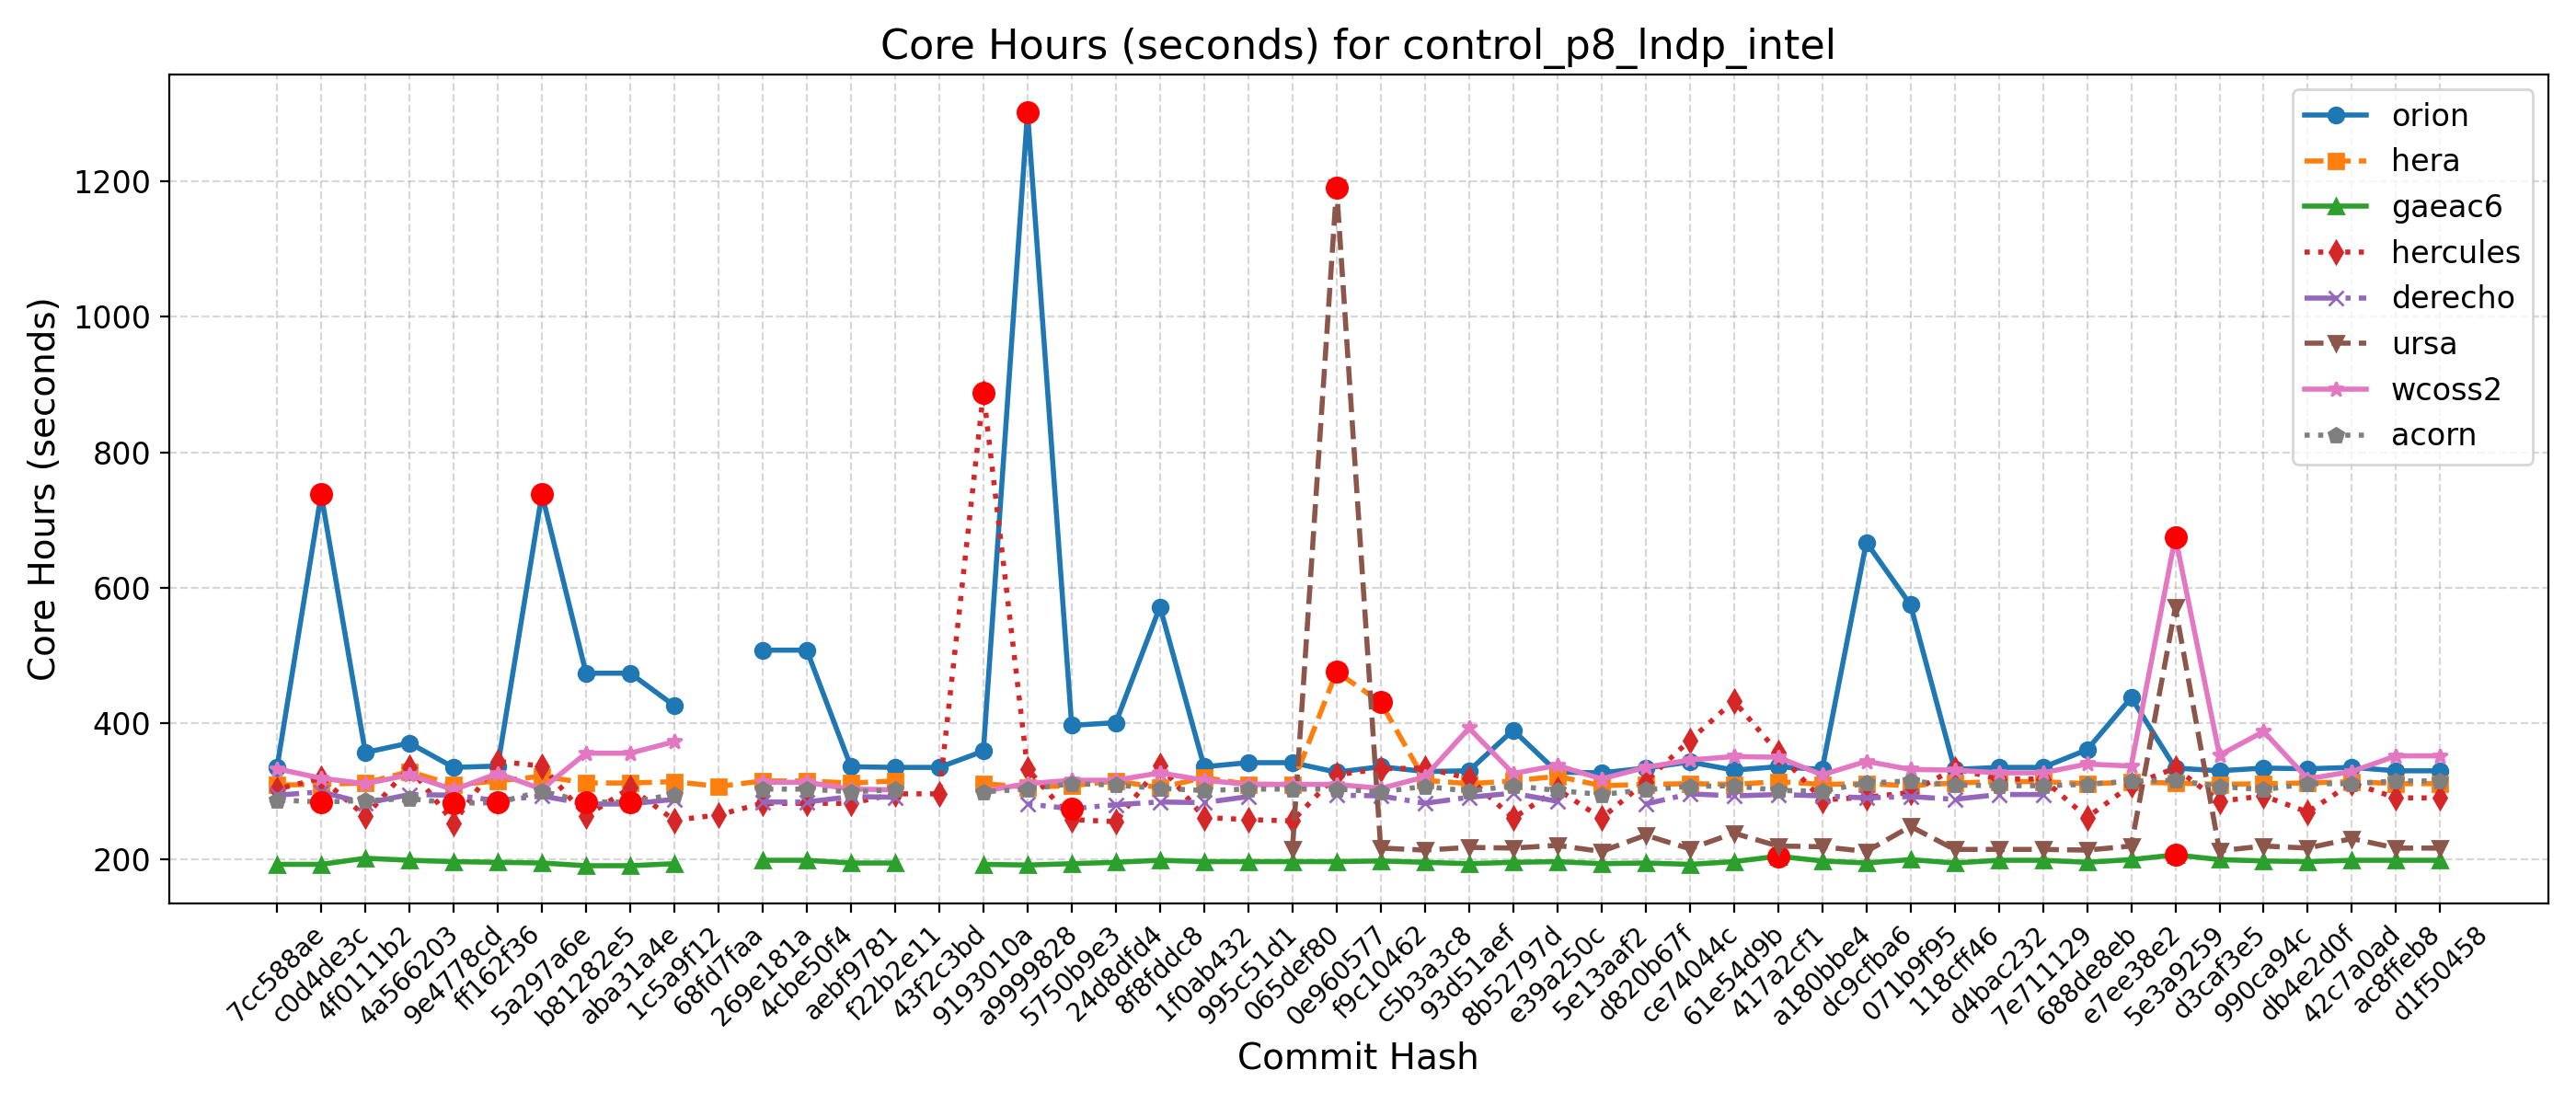 Core Hours (seconds) for control_p8_lndp_intel
Core Hours (seconds)
1200
1000
800
600
400
200
orion
hera
gaeac6
hercules
derecho
ursa
wcoss2
acorn
7cc588ae
c0d4de3c
4f0111b2
4a566203
9e4778cd
ff162f36
5a297a6e
b81282e5
aba31a4e
1c5a9f12
68fd7faa
269e181a
4cbe50f4
aebf9781
f22b2e11
43f2c3bd
9193010a
a9999828
5750b9e3
24d8dfd4
8f8fddc8
1f0ab432
995c51d1
065def80
0e960577
f9c10462
c5b3a3c8
93d51aef
8b52797d
e39a250c
5e13aaf2
d820b67f
ce74044c
61e54d9b
417a2cf1
a180bbe4
dc9cfba6
071b9f95
118cff46
d4bac232
7e711129
688de8eb
e7ee38e2
5e3a9259
d3caf3e5
990ca94c
db4e2d0f
42c7a0ad
ac8ffeb8
d1f50458
Commit Hash